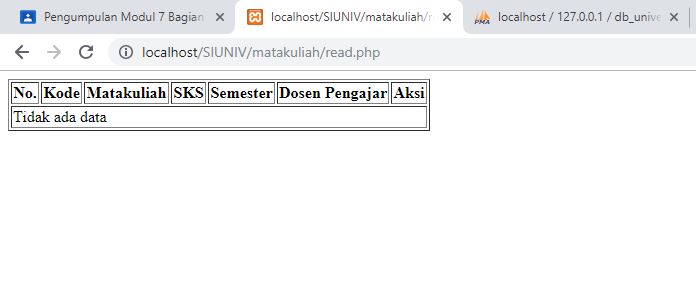 Pengumpulan Modul 7 Bagian
localhost/SIUNIV/matakuliah/r
localhost / 127.0.0.1 / db_unive
PMA
localhost/SIUNIV/matakuliah/read.php
No. Kode Matakuliah SKS Semester Dosen Pengajar Aksi
Tidak ada data